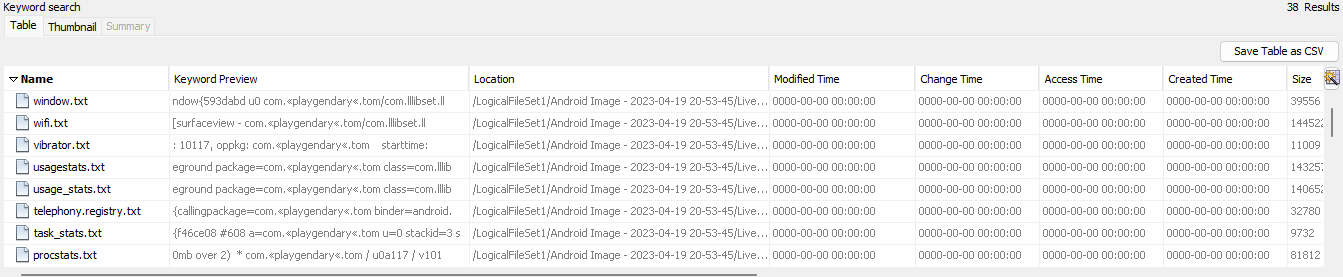 Keyword search 38 Results
Table Thumbnail Summary
Save Table as CSV
Name Keyword Preview Location Modified Time Change Time Access Time Created Time Size
window.txt ndow{593dabd u0 com.«playgendary«.tom/com.lllibset.ll /LogicalFileSet1/Android Image - 2023-04-19 20-53-45/Live... 0000-00-00 00:00:00 0000-00-00 00:00:00 0000-00-00 00:00:00 0000-00-00 00:00:00 39556
wifi.txt [surfaceview - com.«playgendary«.tom/com.lllibset.ll /LogicalFileSet1/Android Image - 2023-04-19 20-53-45/Live... 0000-00-00 00:00:00 0000-00-00 00:00:00 0000-00-00 00:00:00 0000-00-00 00:00:00 144522
vibrator.txt : 10117, oppkg: com.«playgendary«.tom starttime: /LogicalFileSet1/Android Image - 2023-04-19 20-53-45/Live... 0000-00-00 00:00:00 0000-00-00 00:00:00 0000-00-00 00:00:00 0000-00-00 00:00:00 11009
usagestats.txt eground package=com.«playgendary«.tom class=com.lllib /LogicalFileSet1/Android Image - 2023-04-19 20-53-45/Live... 0000-00-00 00:00:00 0000-00-00 00:00:00 0000-00-00 00:00:00 0000-00-00 00:00:00 143257
usage_stats.txt eground package=com.«playgendary«.tom class=com.lllib /LogicalFileSet1/Android Image - 2023-04-19 20-53-45/Live... 0000-00-00 00:00:00 0000-00-00 00:00:00 0000-00-00 00:00:00 0000-00-00 00:00:00 140652
telephony.registry.txt {callingpackage=com.«playgendary«.tom binder=android. /LogicalFileSet1/Android Image - 2023-04-19 20-53-45/Live... 0000-00-00 00:00:00 0000-00-00 00:00:00 0000-00-00 00:00:00 0000-00-00 00:00:00 32780
task_stats.txt {f46ce08 #608 a=com.«playgendary«.tom u=0 stackid=3 s /LogicalFileSet1/Android Image - 2023-04-19 20-53-45/Live... 0000-00-00 00:00:00 0000-00-00 00:00:00 0000-00-00 00:00:00 0000-00-00 00:00:00 9732
procstats.txt 0mb over 2) * com.«playgendary«.tom / u0a117 / v101 /LogicalFileSet1/Android Image - 2023-04-19 20-53-45/Live... 0000-00-00 00:00:00 0000-00-00 00:00:00 0000-00-00 00:00:00 0000-00-00 00:00:00 81812